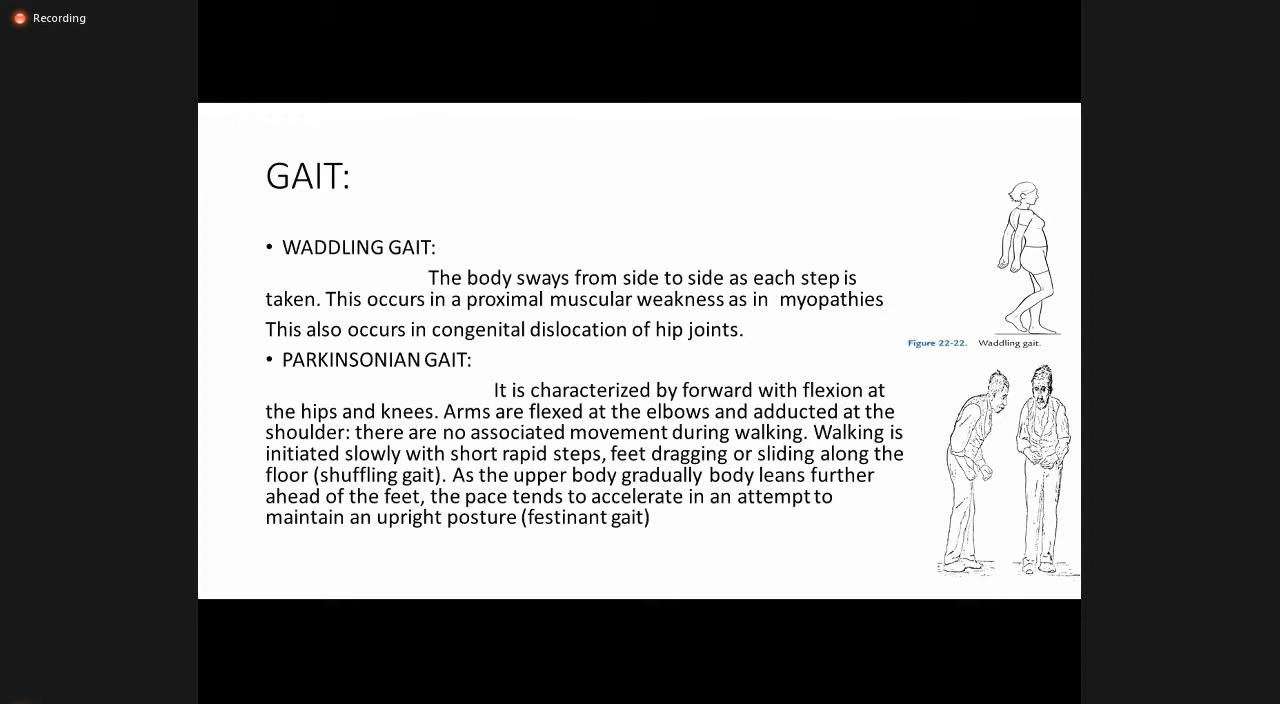 Recording
GAIT:
• WADDLING GAIT:
The body sways from side to side as each step is
taken. This occurs in a proximal muscular weakness as in myopathies
This also occurs in congenital dislocation of hip joints.
Figure 22-22. Waddling gait.
• PARKINSONIAN GAIT:
It is characterized by forward with flexion at
the hips and knees. Arms are flexed at the elbows and adducted at the
shoulder: there are no associated movement during walking. Walking is
initiated slowly with short rapid steps, feet dragging or sliding along the
floor (shuffling gait). As the upper body gradually body leans further
ahead of the feet, the pace tends to accelerate in an attempt to
maintain an upright posture (festinant gait)